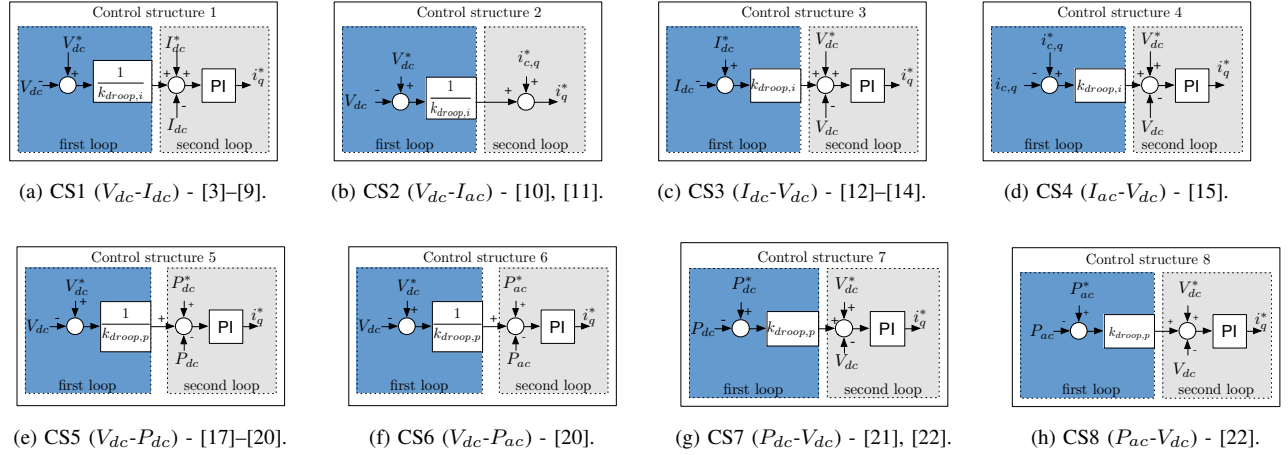 Control structure 1
V*dc
I*dc
Vdc - + 1/kdroop,i + + PI i*q
-
Idc
first loop second loop
(a) CS1 (Vdc-Idc) - [3]–[9].
Control structure 2
V*dc
i*c,q
Vdc - + 1/kdroop,i + + i*q
first loop second loop
(b) CS2 (Vdc-Iac) - [10], [11].
Control structure 3
I*dc
V*dc
Idc - + kdroop,i + + PI i*q
-
Vdc
first loop second loop
(c) CS3 (Idc-Vdc) - [12]–[14].
Control structure 4
i*c,q
V*dc
ic,q - + kdroop,i + + PI i*q
-
Vdc
first loop second loop
(d) CS4 (Iac-Vdc) - [15].
Control structure 5
V*dc
P*dc
Vdc - + 1/kdroop,p + + PI i*q
-
Pdc
first loop second loop
(e) CS5 (Vdc-Pdc) - [17]–[20].
Control structure 6
V*dc
P*ac
Vdc - + 1/kdroop,p + + PI i*q
-
Pac
first loop second loop
(f) CS6 (Vdc-Pac) - [20].
Control structure 7
P*dc
V*dc
Pdc - + kdroop,p + + PI i*q
-
Vdc
first loop second loop
(g) CS7 (Pdc-Vdc) - [21], [22].
Control structure 8
P*ac
V*dc
Pac - + kdroop,p + + PI i*q
-
Vdc
first loop second loop
(h) CS8 (Pac-Vdc) - [22].